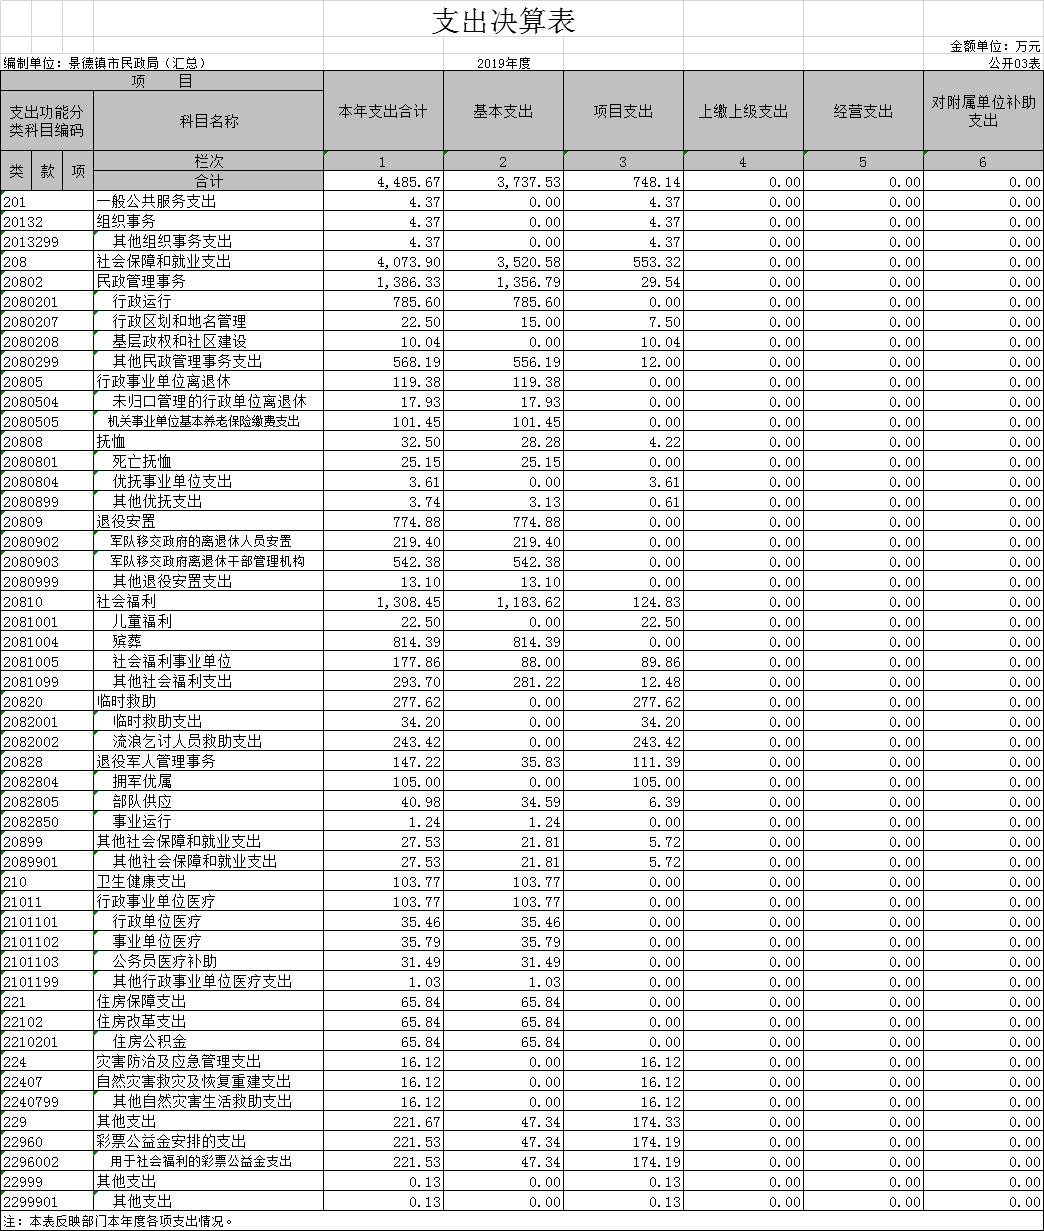 支出决算表
金额单位：万元
编制单位：景德镇市民政局（汇总） 2019年度 公开03表
项 目 本年支出合计 基本支出 项目支出 上缴上级支出 经营支出 对附属单位补助支出
支出功能分类科目编码 科目名称
类 款 项 栏次 1 2 3 4 5 6
合计 4,485.67 3,737.53 748.14 0.00 0.00 0.00
201 一般公共服务支出 4.37 0.00 4.37 0.00 0.00 0.00
20132 组织事务 4.37 0.00 4.37 0.00 0.00 0.00
2013299 其他组织事务支出 4.37 0.00 4.37 0.00 0.00 0.00
208 社会保障和就业支出 4,073.90 3,520.58 553.32 0.00 0.00 0.00
20802 民政管理事务 1,386.33 1,356.79 29.54 0.00 0.00 0.00
2080201 行政运行 785.60 785.60 0.00 0.00 0.00 0.00
2080207 行政区划和地名管理 22.50 15.00 7.50 0.00 0.00 0.00
2080208 基层政权和社区建设 10.04 0.00 10.04 0.00 0.00 0.00
2080299 其他民政管理事务支出 568.19 556.19 12.00 0.00 0.00 0.00
20805 行政事业单位离退休 119.38 119.38 0.00 0.00 0.00 0.00
2080504 未归口管理的行政单位离退休 17.93 17.93 0.00 0.00 0.00 0.00
2080505 机关事业单位基本养老保险缴费支出 101.45 101.45 0.00 0.00 0.00 0.00
20808 抚恤 32.50 28.28 4.22 0.00 0.00 0.00
2080801 死亡抚恤 25.15 25.15 0.00 0.00 0.00 0.00
2080804 优抚事业单位支出 3.61 0.00 3.61 0.00 0.00 0.00
2080899 其他优抚支出 3.74 3.13 0.61 0.00 0.00 0.00
20809 退役安置 774.88 774.88 0.00 0.00 0.00 0.00
2080902 军队移交政府的离退休人员安置 219.40 219.40 0.00 0.00 0.00 0.00
2080903 军队移交政府离退休干部管理机构 542.38 542.38 0.00 0.00 0.00 0.00
2080999 其他退役安置支出 13.10 13.10 0.00 0.00 0.00 0.00
20810 社会福利 1,308.45 1,183.62 124.83 0.00 0.00 0.00
2081001 儿童福利 22.50 0.00 22.50 0.00 0.00 0.00
2081004 殡葬 814.39 814.39 0.00 0.00 0.00 0.00
2081005 社会福利事业单位 177.86 88.00 89.86 0.00 0.00 0.00
2081099 其他社会福利支出 293.70 281.22 12.48 0.00 0.00 0.00
20820 临时救助 277.62 0.00 277.62 0.00 0.00 0.00
2082001 临时救助支出 34.20 0.00 34.20 0.00 0.00 0.00
2082002 流浪乞讨人员救助支出 243.42 0.00 243.42 0.00 0.00 0.00
20828 退役军人管理事务 147.22 35.83 111.39 0.00 0.00 0.00
2082804 拥军优属 105.00 0.00 105.00 0.00 0.00 0.00
2082805 部队供应 40.98 34.59 6.39 0.00 0.00 0.00
2082850 事业运行 1.24 1.24 0.00 0.00 0.00 0.00
20899 其他社会保障和就业支出 27.53 21.81 5.72 0.00 0.00 0.00
2089901 其他社会保障和就业支出 27.53 21.81 5.72 0.00 0.00 0.00
210 卫生健康支出 103.77 103.77 0.00 0.00 0.00 0.00
21011 行政事业单位医疗 103.77 103.77 0.00 0.00 0.00 0.00
2101101 行政单位医疗 35.46 35.46 0.00 0.00 0.00 0.00
2101102 事业单位医疗 35.79 35.79 0.00 0.00 0.00 0.00
2101103 公务员医疗补助 31.49 31.49 0.00 0.00 0.00 0.00
2101199 其他行政事业单位医疗支出 1.03 1.03 0.00 0.00 0.00 0.00
221 住房保障支出 65.84 65.84 0.00 0.00 0.00 0.00
22102 住房改革支出 65.84 65.84 0.00 0.00 0.00 0.00
2210201 住房公积金 65.84 65.84 0.00 0.00 0.00 0.00
224 灾害防治及应急管理支出 16.12 0.00 16.12 0.00 0.00 0.00
22407 自然灾害救灾及恢复重建支出 16.12 0.00 16.12 0.00 0.00 0.00
2240799 其他自然灾害生活救助支出 16.12 0.00 16.12 0.00 0.00 0.00
229 其他支出 221.67 47.34 174.33 0.00 0.00 0.00
22960 彩票公益金安排的支出 221.53 47.34 174.19 0.00 0.00 0.00
2296002 用于社会福利的彩票公益金支出 221.53 47.34 174.19 0.00 0.00 0.00
22999 其他支出 0.13 0.00 0.13 0.00 0.00 0.00
2299901 其他支出 0.13 0.00 0.13 0.00 0.00 0.00
注：本表反映部门本年度各项支出情况。